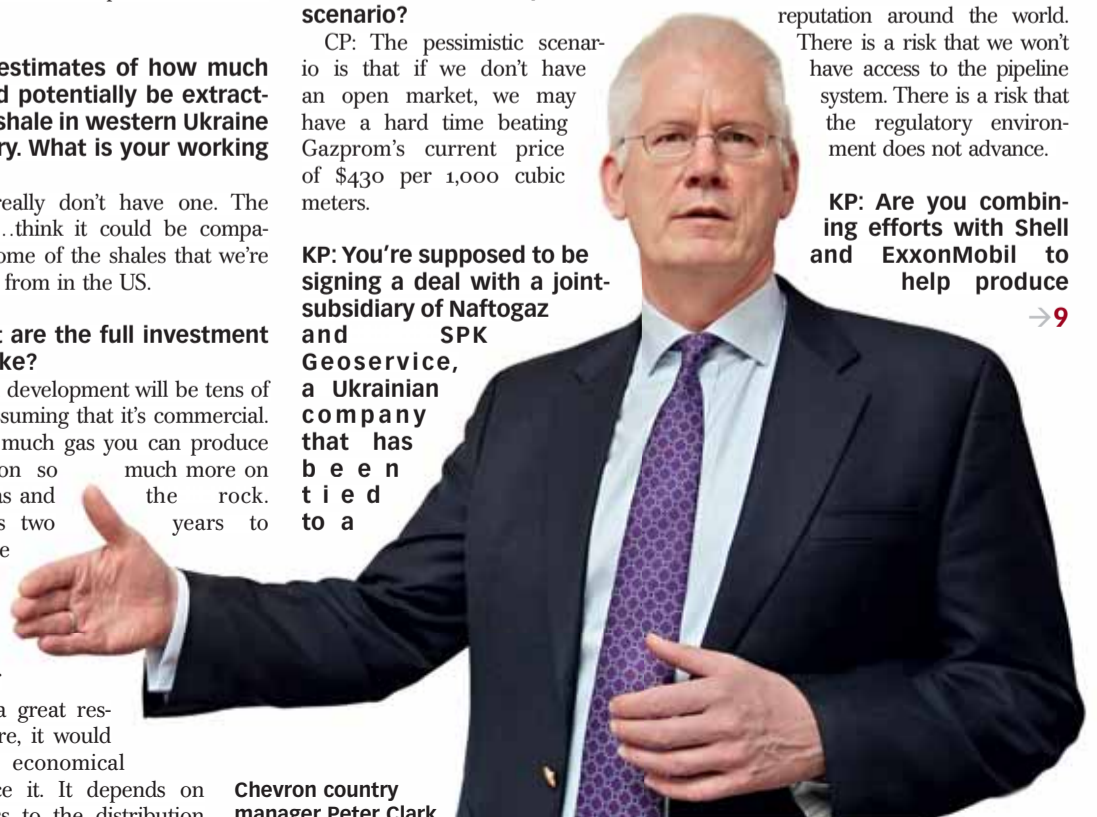 estimates of how much
d potentially be extract-
shale in western Ukraine
ry. What is your working
really don't have one. The
…think it could be compa-
ome of the shales that we're
from in the US.
t are the full investment
ke?
development will be tens of
suming that it's commercial.
much gas you can produce
on so much more on
as and the rock.
s two years to
e
a great res-
re, it would
economical
ce it. It depends on
s to the distribution
scenario?
CP: The pessimistic scenar-
io is that if we don't have
an open market, we may
have a hard time beating
Gazprom's current price
of $430 per 1,000 cubic
meters.
KP: You're supposed to be
signing a deal with a joint-
subsidiary of Naftogaz
and SPK
Geoservice,
a Ukrainian
company
that has
been
tied
to a
Chevron country
manager Peter Clark
reputation around the world.
There is a risk that we won't
have access to the pipeline
system. There is a risk that
the regulatory environ-
ment does not advance.
KP: Are you combin-
ing efforts with Shell
and ExxonMobil to
help produce
→9